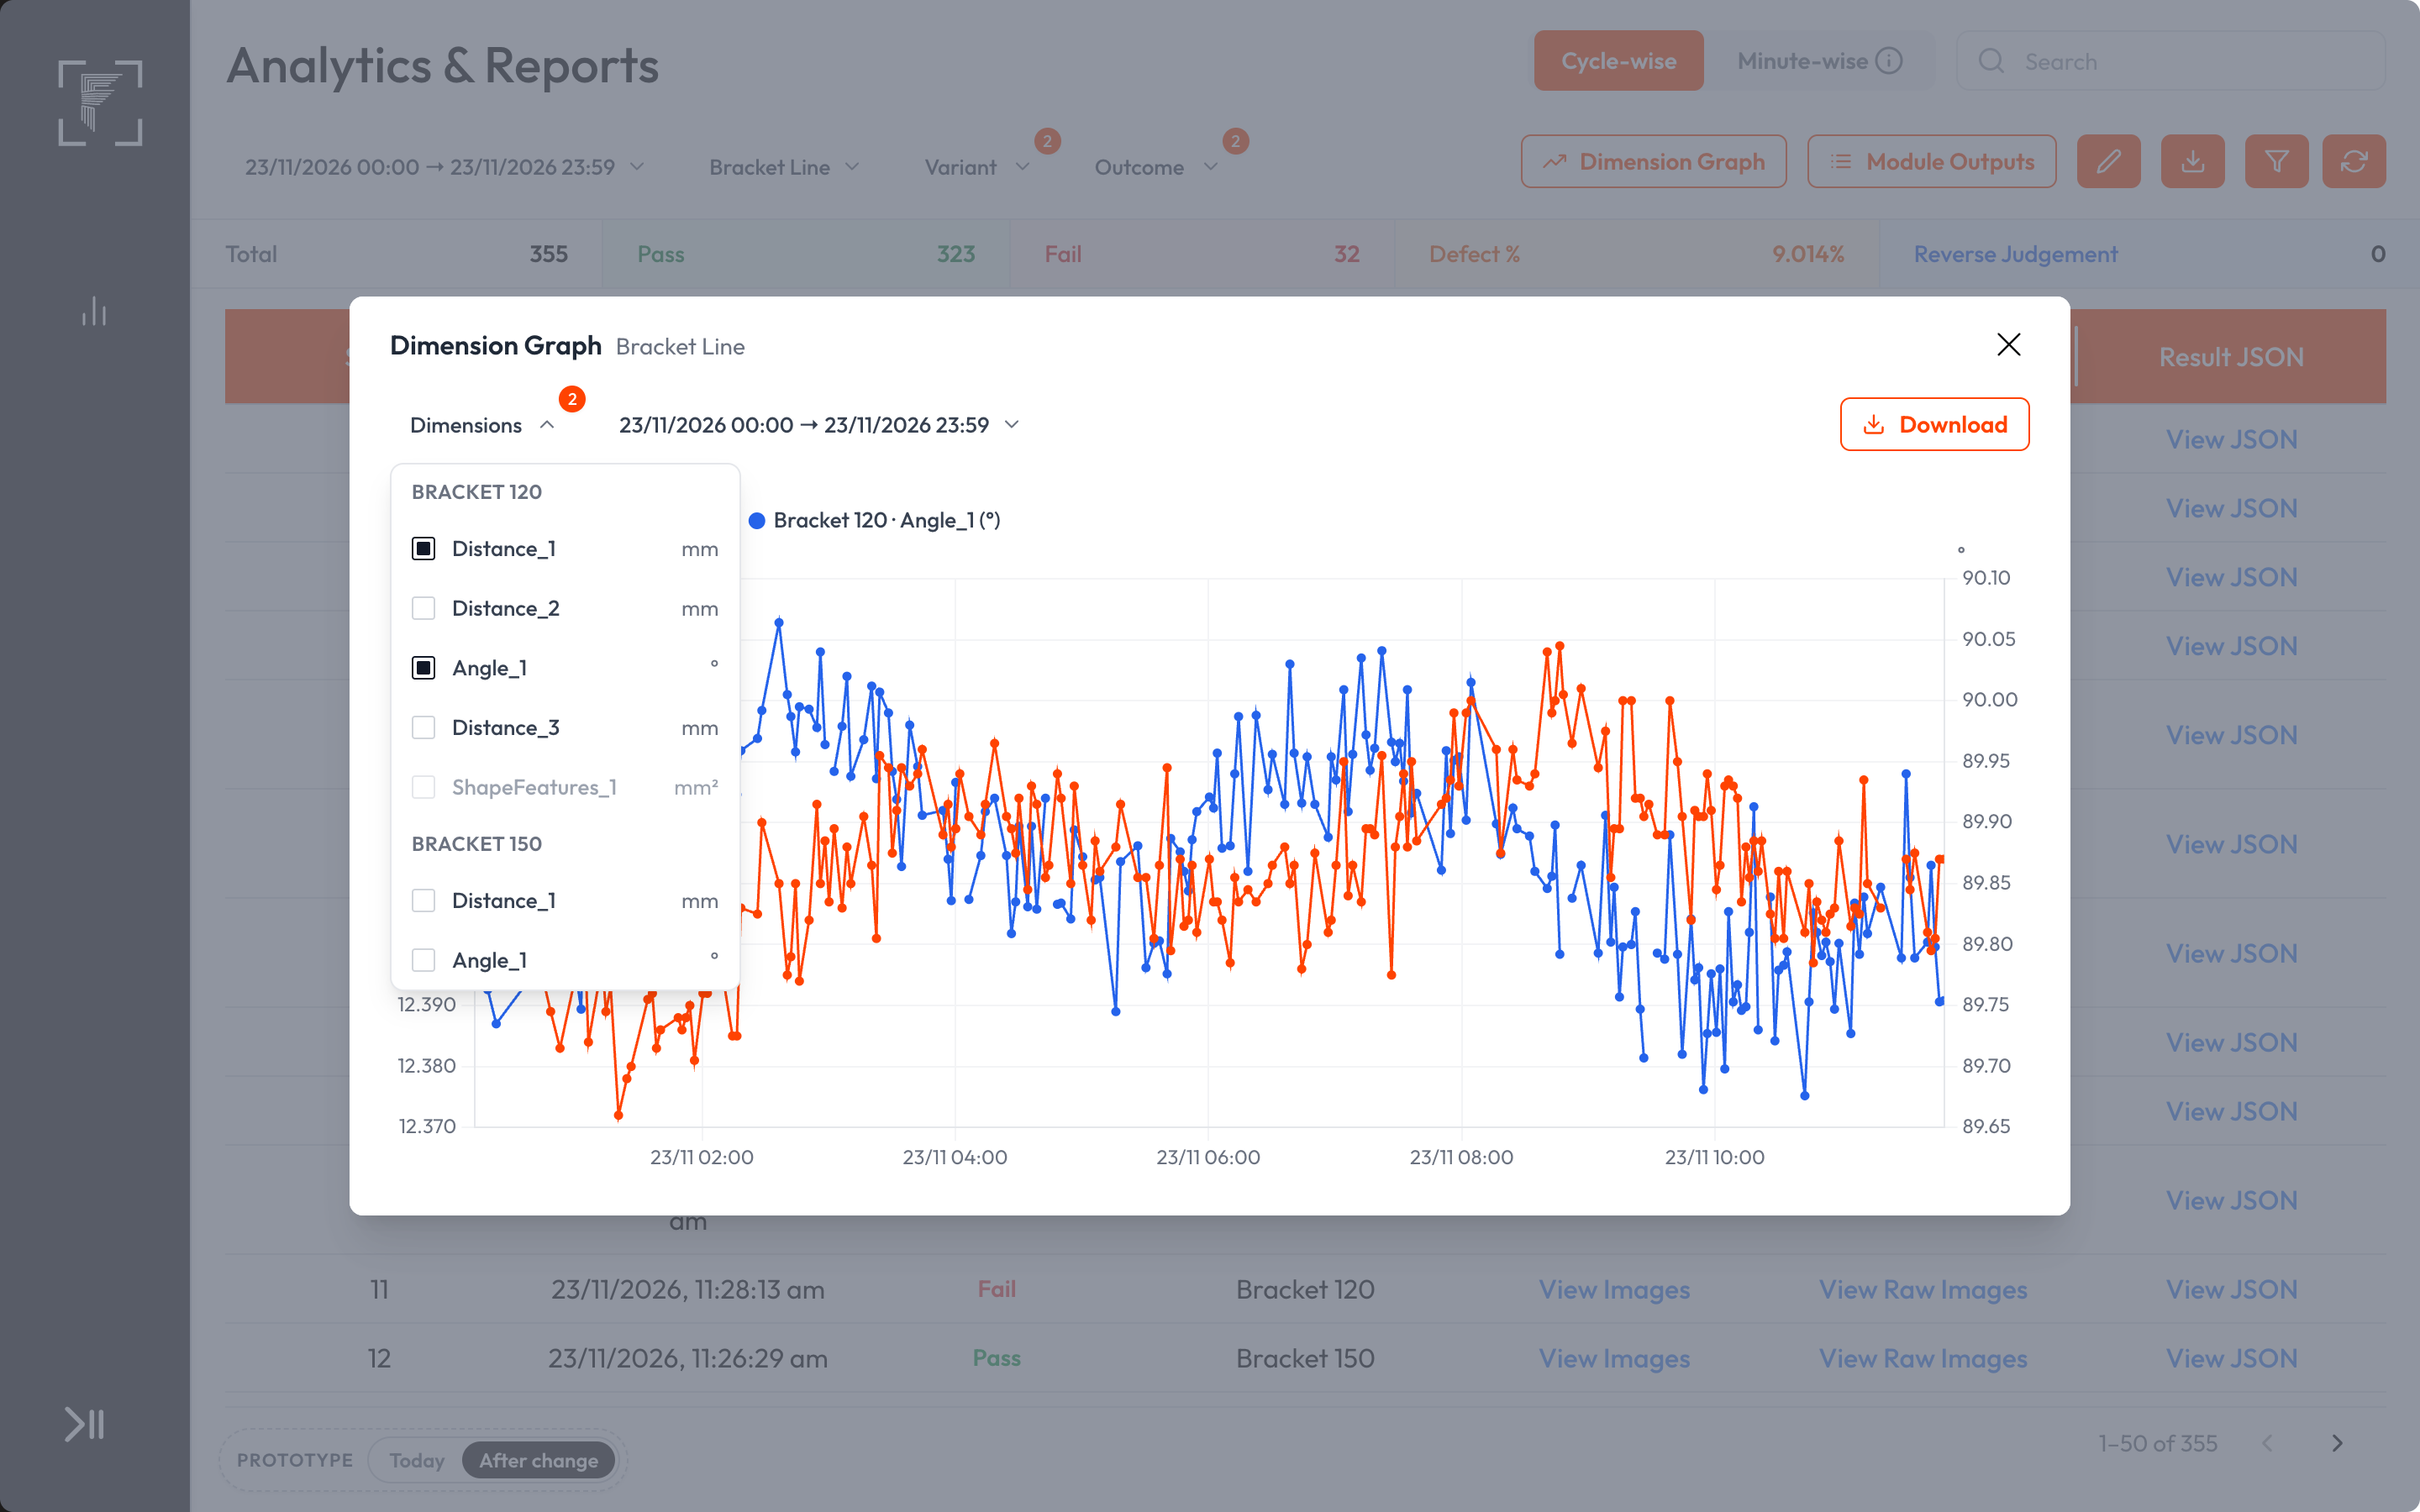 Analytics & Reports
Cycle-wise
Minute-wise
Search
23/11/2026 00:00 → 23/11/2026 23:59
Bracket Line
Variant
2
Outcome
2
Dimension Graph
Module Outputs
Total 355
Pass 323
Fail 32
Defect % 9.014%
Reverse Judgement 0
Result JSON
Dimension Graph Bracket Line
Dimensions
2
23/11/2026 00:00 → 23/11/2026 23:59
Download
BRACKET 120
Distance_1 mm
Distance_2 mm
Angle_1 °
Distance_3 mm
ShapeFeatures_1 mm²
BRACKET 150
Distance_1 mm
Angle_1 °
Bracket 120 · Angle_1 (°)
°
90.10
90.05
90.00
89.95
89.90
89.85
89.80
89.75
89.70
89.65
12.390
12.380
12.370
23/11 02:00
23/11 04:00
23/11 06:00
23/11 08:00
23/11 10:00
View JSON
View JSON
View JSON
View JSON
View JSON
View JSON
View JSON
View JSON
View JSON
View JSON
am
11 23/11/2026, 11:28:13 am Fail Bracket 120 View Images View Raw Images View JSON
12 23/11/2026, 11:26:29 am Pass Bracket 150 View Images View Raw Images View JSON
PROTOTYPE
Today
After change
1–50 of 355